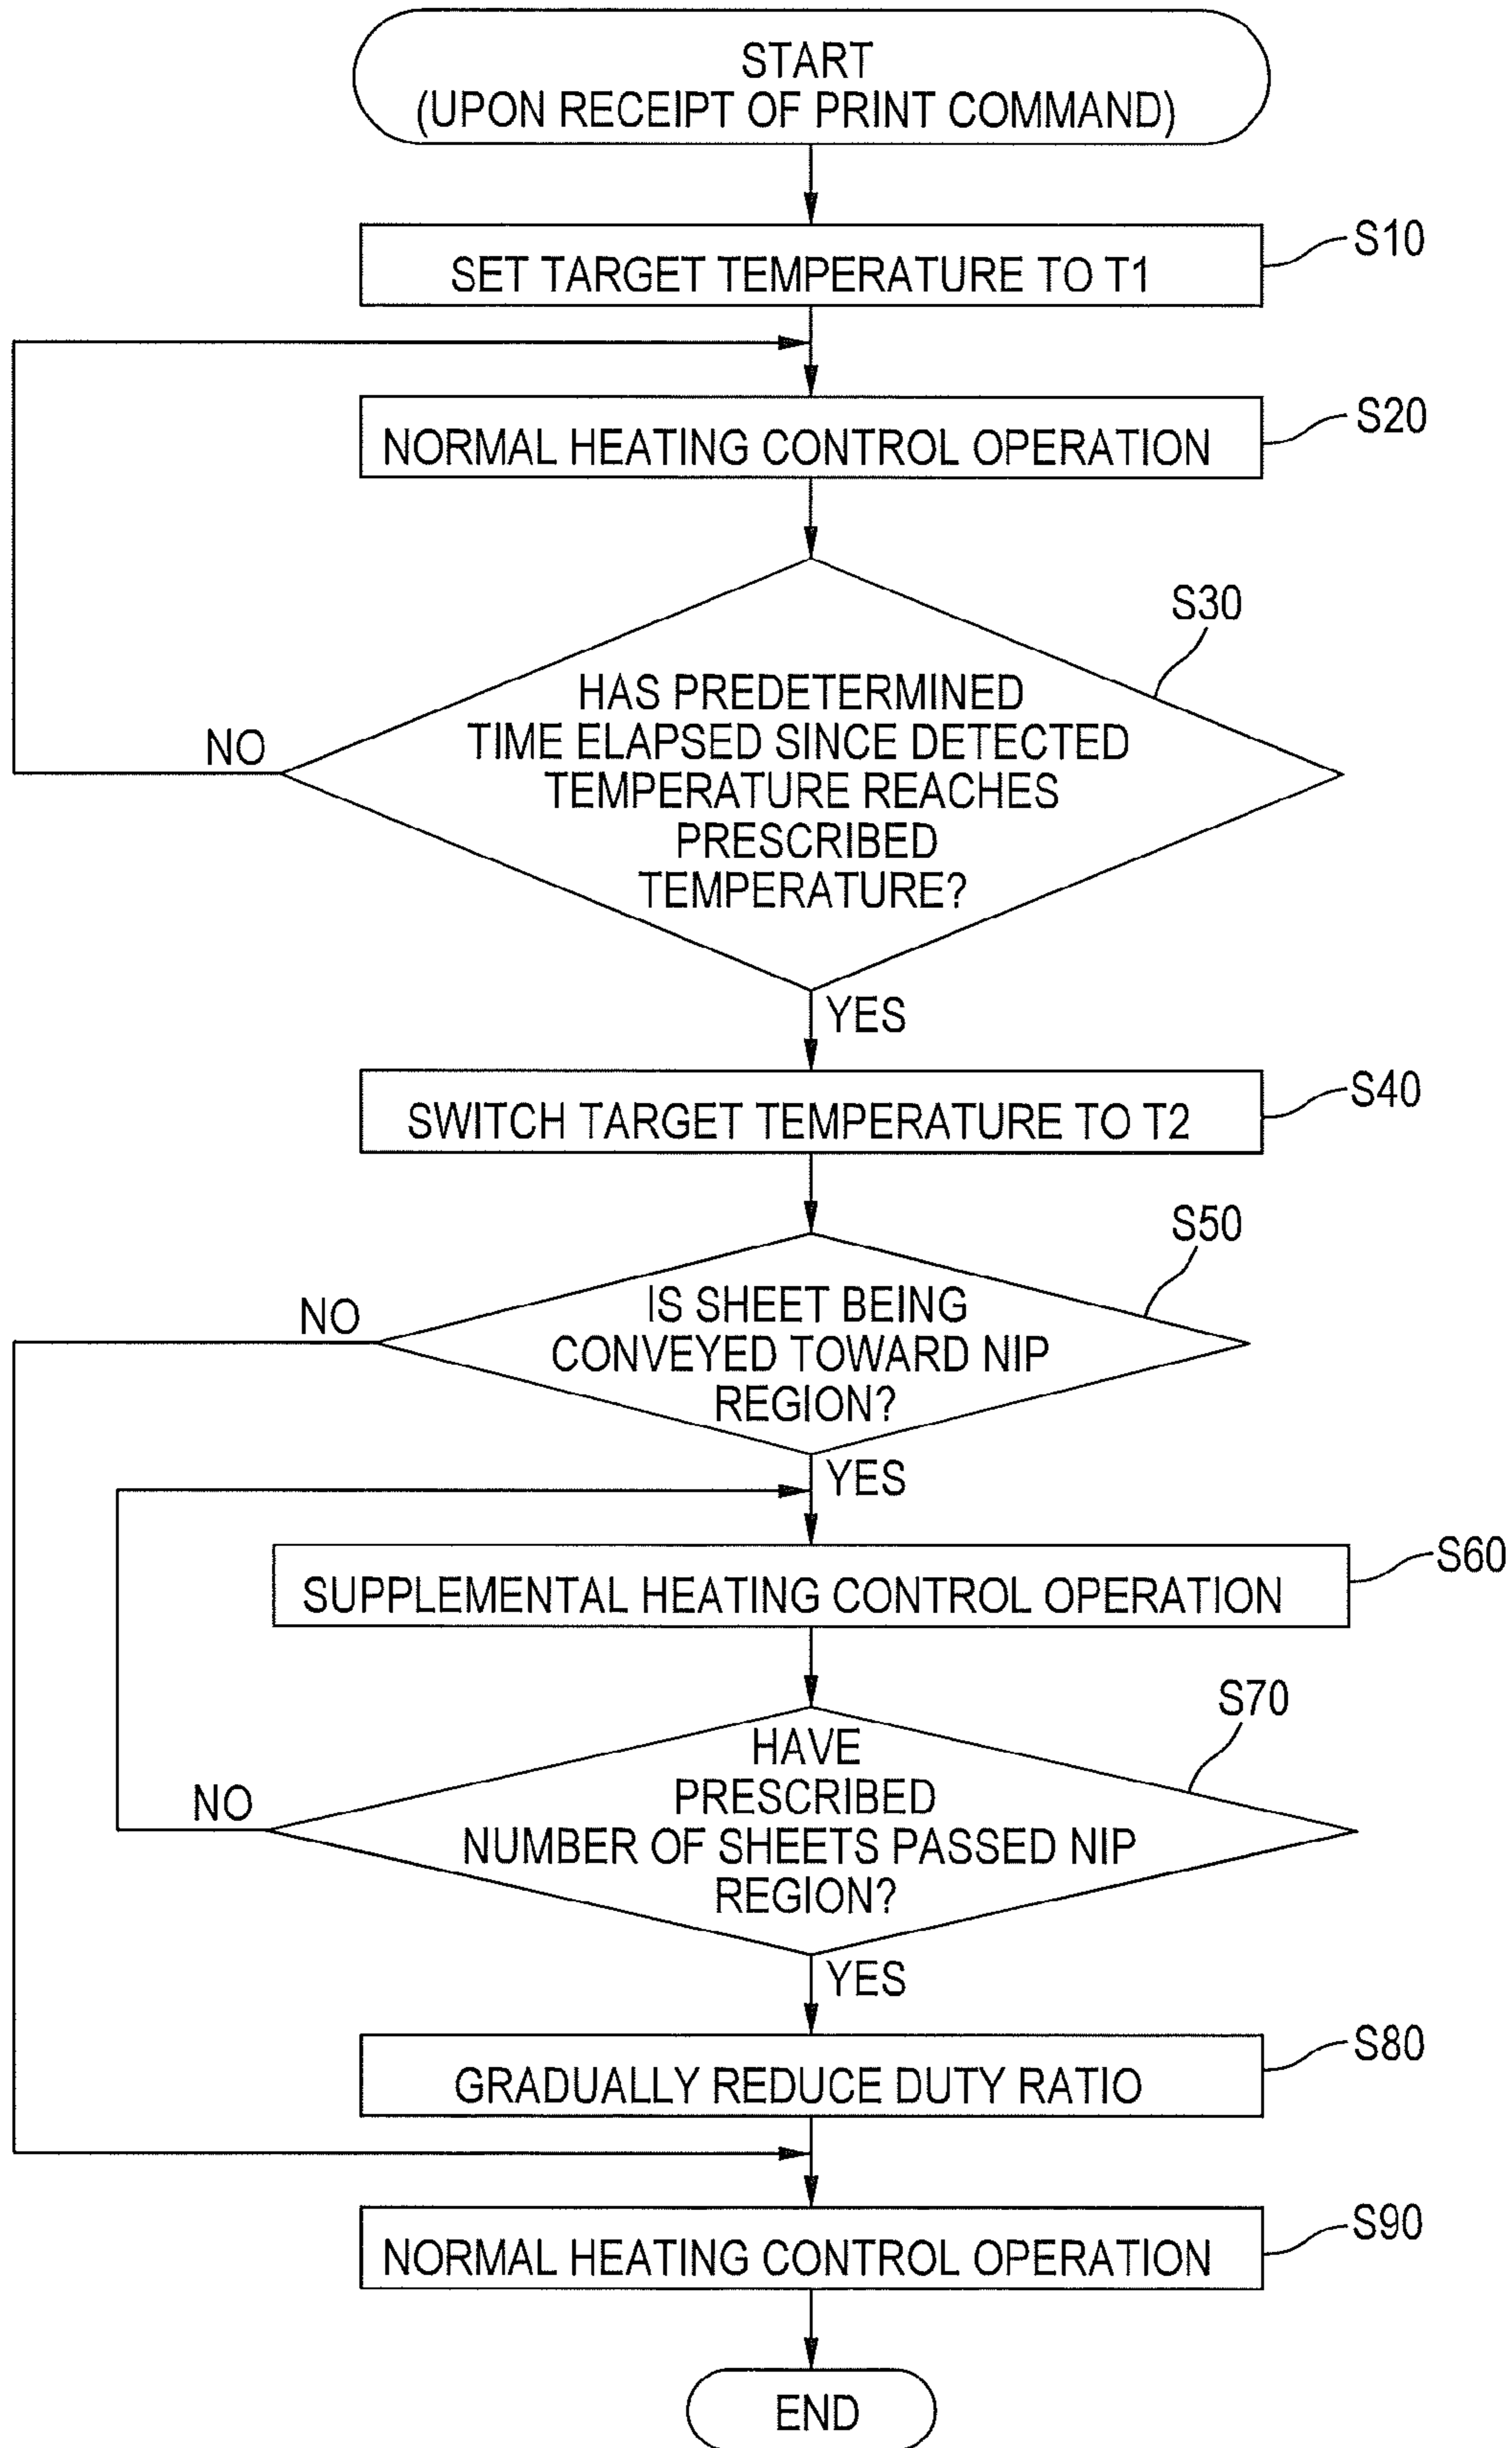 START
(UPON RECEIPT OF PRINT COMMAND)
SET TARGET TEMPERATURE TO T1
S10
NORMAL HEATING CONTROL OPERATION
S20
S30
HAS PREDETERMINED
TIME ELAPSED SINCE DETECTED
TEMPERATURE REACHES
PRESCRIBED
TEMPERATURE?
NO
YES
SWITCH TARGET TEMPERATURE TO T2
S40
S50
IS SHEET BEING
CONVEYED TOWARD NIP
REGION?
NO
YES
SUPPLEMENTAL HEATING CONTROL OPERATION
S60
S70
HAVE
PRESCRIBED
NUMBER OF SHEETS PASSED NIP
REGION?
NO
YES
GRADUALLY REDUCE DUTY RATIO
S80
NORMAL HEATING CONTROL OPERATION
S90
END